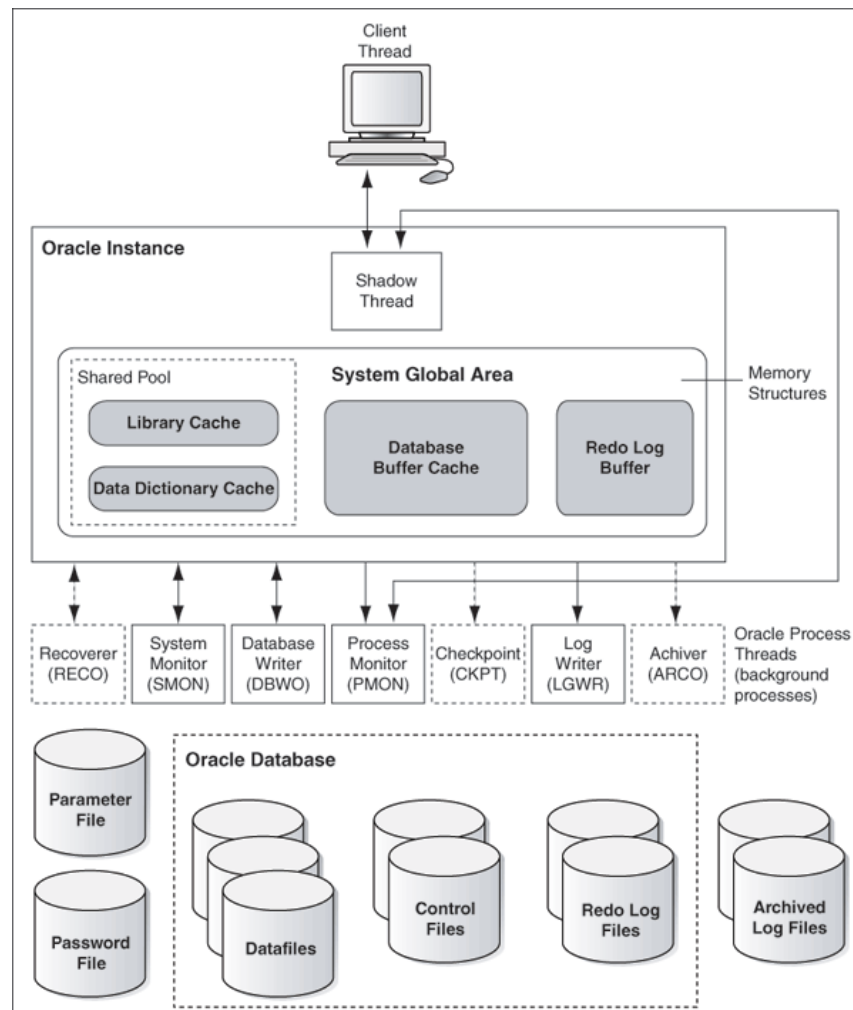 Client
Thread
Oracle Instance
Shadow
Thread
Shared Pool
System Global Area
Memory
Structures
Library Cache
Database
Buffer Cache
Redo Log
Buffer
Data Dictionary Cache
Recoverer
(RECO)
System
Monitor
(SMON)
Database
Writer
(DBWO)
Process
Monitor
(PMON)
Checkpoint
(CKPT)
Log
Writer
(LGWR)
Achiver
(ARCO)
Oracle Process
Threads
(background
processes)
Oracle Database
Parameter
File
Password
File
Datafiles
Control
Files
Redo Log
Files
Archived
Log Files